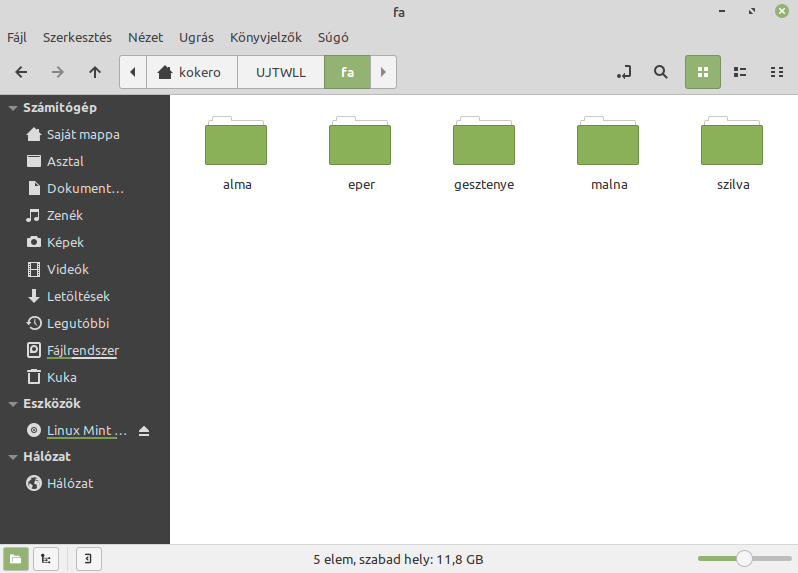 fa
Fájl Szerkesztés Nézet Ugrás Könyvjelzők Súgó
kokero UJTWLL fa
Számítógép
Saját mappa
Asztal
Dokument...
Zenék
Képek
Videók
Letöltések
Legutóbbi
Fájlrendszer
Kuka
Eszközök
Linux Mint ...
Hálózat
Hálózat
alma eper gesztenye malna szilva
5 elem, szabad hely: 11,8 GB